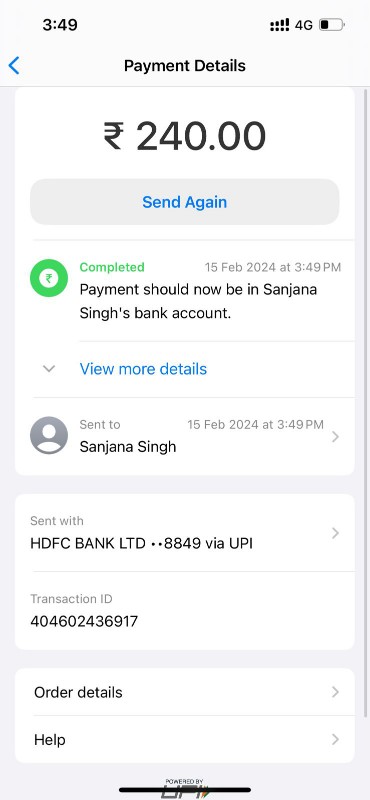 3:49
4G
Payment Details
₹ 240.00
Send Again
Completed
15 Feb 2024 at 3:49 PM
Payment should now be in Sanjana
Singh's bank account.
View more details
Sent to
15 Feb 2024 at 3:49 PM
Sanjana Singh
Sent with
HDFC BANK LTD ··8849 via UPI
Transaction ID
404602436917
Order details
Help
POWERED BY
UPI